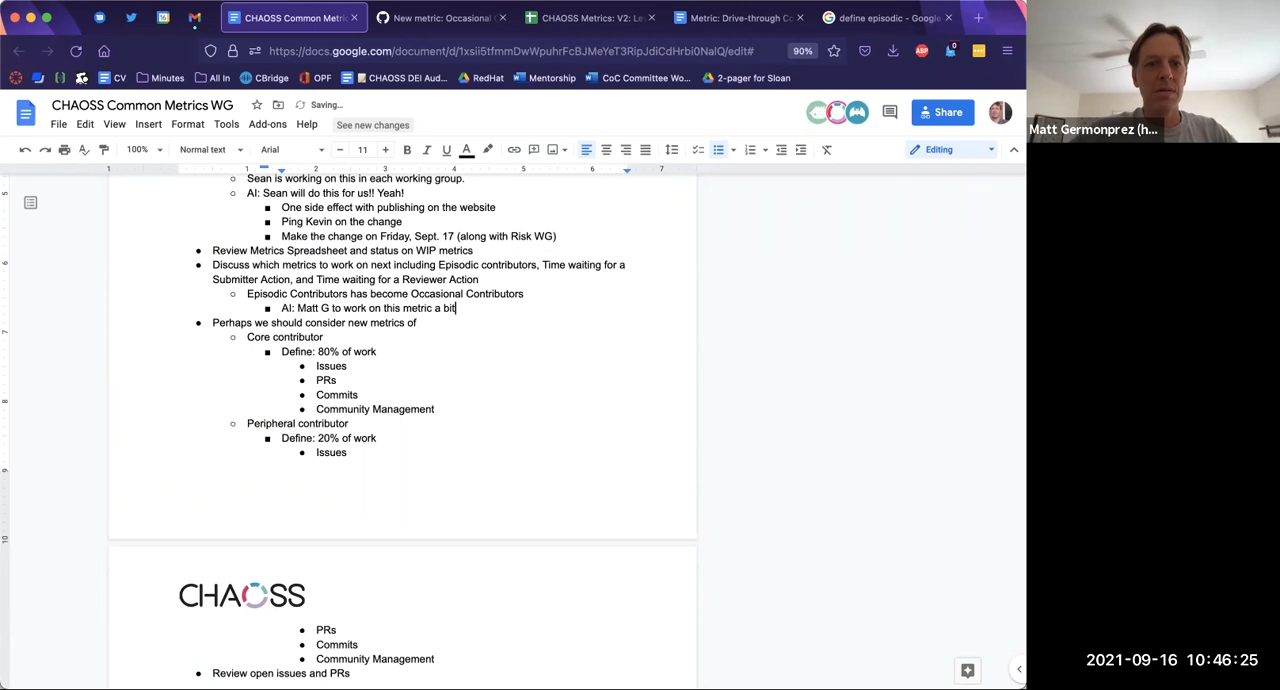 CHAOSS Common Metric
New metric: Occasional
CHAOSS Metrics: V2: Le
Metric: Drive-through Co
define episodic - Google
https://docs.google.com/document/d/1xsii5tfmmDwWpuhrFcBJMeYeT3RipJdiCdHrbi0NaIQ/edit#
90%
CV
Minutes
All In
CBridge
OPF
CHAOSS DEI Aud...
RedHat
Mentorship
CoC Committee Wo...
2-pager for Sloan
CHAOSS Common Metrics WG
Saving...
File Edit View Insert Format Tools Add-ons Help
See new changes
Share
100%
Normal text
Arial
11
Editing
1 1 2 3 4 5 6 7
Sean is working on this in each working group.
AI: Sean will do this for us!! Yeah!
One side effect with publishing on the website
Ping Kevin on the change
Make the change on Friday, Sept. 17 (along with Risk WG)
Review Metrics Spreadsheet and status on WIP metrics
Discuss which metrics to work on next including Episodic contributors, Time waiting for a
Submitter Action, and Time waiting for a Reviewer Action
Episodic Contributors has become Occasional Contributors
AI: Matt G to work on this metric a bit
Perhaps we should consider new metrics of
Core contributor
Define: 80% of work
Issues
PRs
Commits
Community Management
Peripheral contributor
Define: 20% of work
Issues
CHAOSS
PRs
Commits
Community Management
Review open issues and PRs
Matt Germonprez (h...
2021-09-16 10:46:25